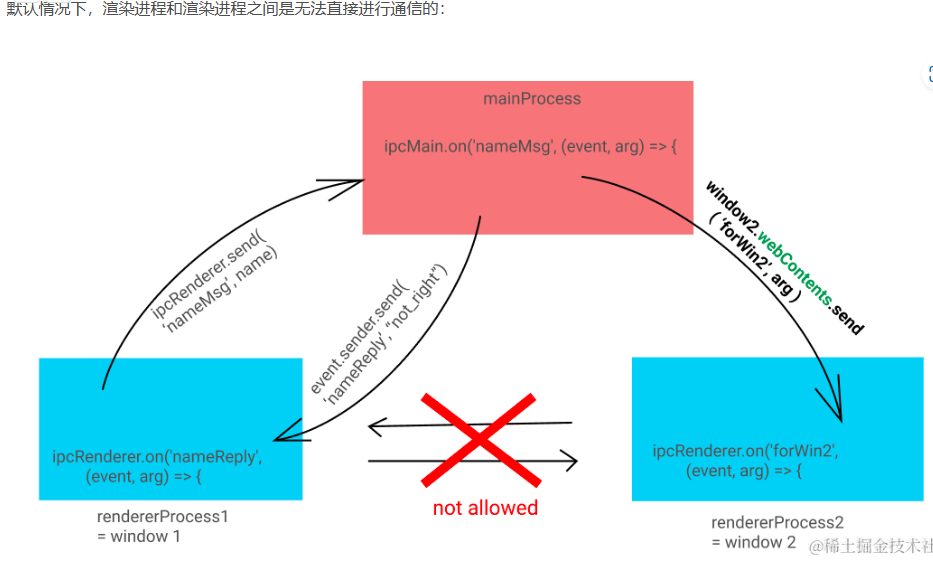 默认情况下，渲染进程和渲染进程之间是无法直接进行通信的：
mainProcess
ipcMain.on('nameMsg', (event, arg) => {
ipcRenderer.send(
'nameMsg', name)
event.sender.send(
'nameReply', "not_right")
window2.webContents.send
( 'forWin2', arg )
ipcRenderer.on('nameReply',
(event, arg) => {
not allowed
ipcRenderer.on('forWin2',
(event, arg) => {
rendererProcess1
= window 1
rendererProcess2
= window 2
@稀土掘金技术社